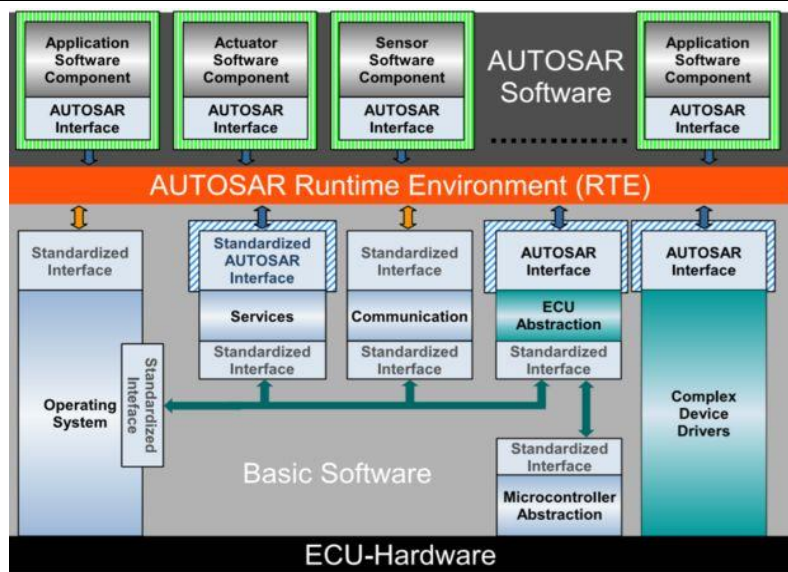 Application
Software
Component
AUTOSAR
Interface
Actuator
Software
Component
AUTOSAR
Interface
Sensor
Software
Component
AUTOSAR
Interface
AUTOSAR
Software
Application
Software
Component
AUTOSAR
Interface
AUTOSAR Runtime Environment (RTE)
Standardized
Interface
Operating
System
Standardized
Interface
Standardized
AUTOSAR
Interface
Services
Standardized
Interface
Standardized
Interface
Communication
Standardized
Interface
AUTOSAR
Interface
ECU
Abstraction
Standardized
Interface
Standardized
Interface
Microcontroller
Abstraction
AUTOSAR
Interface
Complex
Device
Drivers
Basic Software
ECU-Hardware